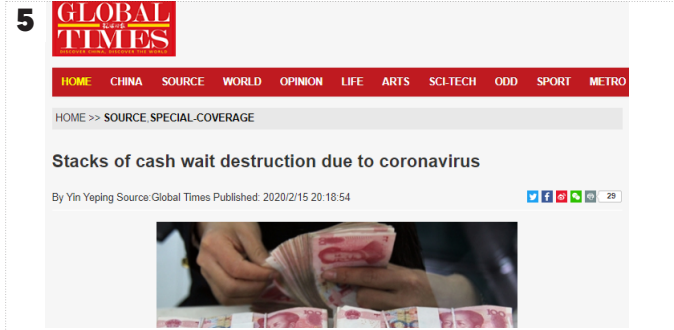 5
GLOBAL
TIMES
DISCOVER CHINA, DISCOVER THE WORLD
HOME CHINA SOURCE WORLD OPINION LIFE ARTS SCI-TECH ODD SPORT METRO
HOME >> SOURCE,SPECIAL-COVERAGE
Stacks of cash wait destruction due to coronavirus
By Yin Yeping Source:Global Times Published: 2020/2/15 20:18:54
29